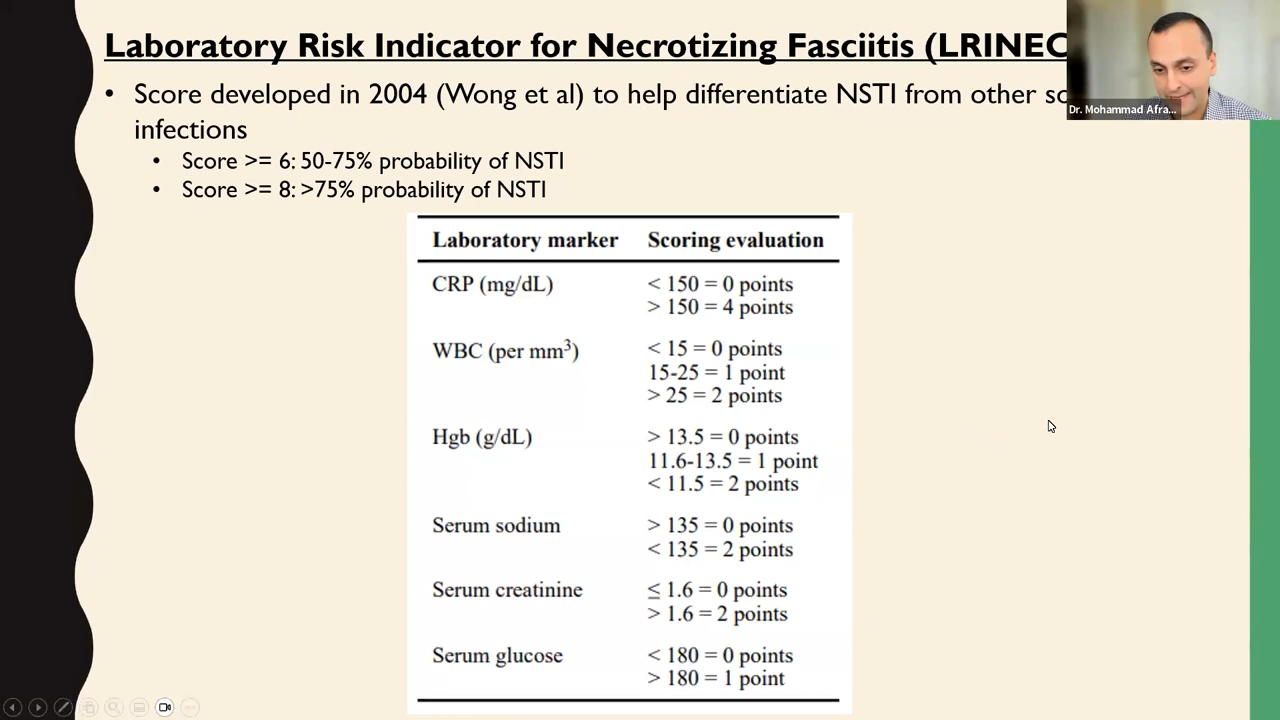 Laboratory Risk Indicator for Necrotizing Fasciitis (LRINEC
• Score developed in 2004 (Wong et al) to help differentiate NSTI from other
infections
• Score >= 6: 50-75% probability of NSTI
• Score >= 8: >75% probability of NSTI
Dr. Mohammad Afra...
Laboratory marker Scoring evaluation
CRP (mg/dL) < 150 = 0 points
> 150 = 4 points
WBC (per mm³) < 15 = 0 points
15-25 = 1 point
> 25 = 2 points
Hgb (g/dL) > 13.5 = 0 points
11.6-13.5 = 1 point
< 11.5 = 2 points
Serum sodium > 135 = 0 points
< 135 = 2 points
Serum creatinine ≤ 1.6 = 0 points
> 1.6 = 2 points
Serum glucose < 180 = 0 points
> 180 = 1 point